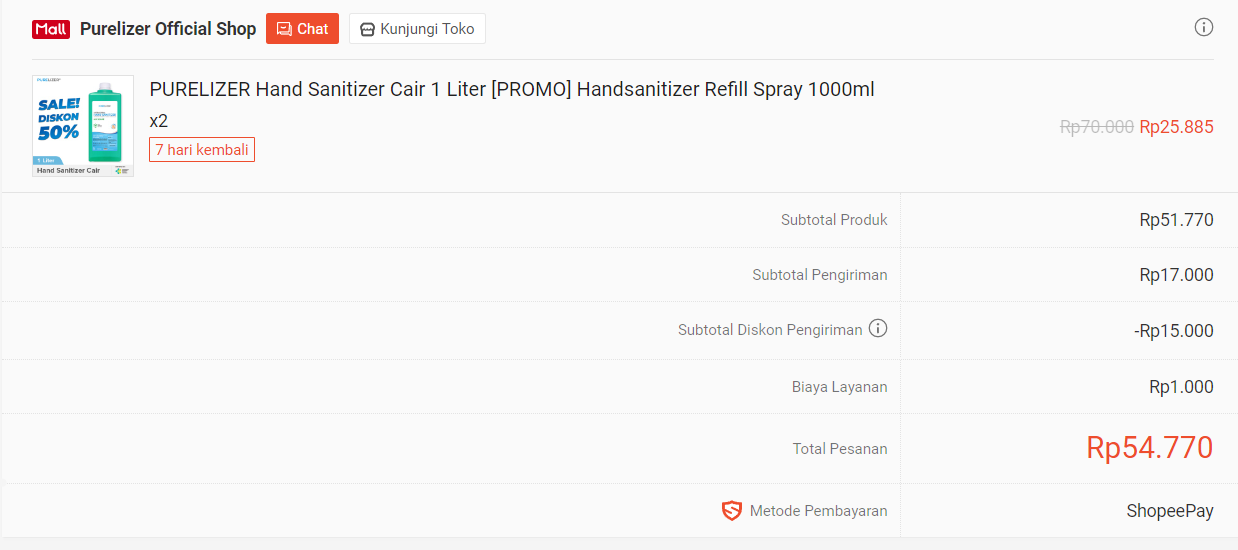 Mall Purelizer Official Shop Chat Kunjungi Toko
PURELIZER
SALE!
DISKON
50%
1 Liter
Hand Sanitizer Cair
PURELIZER Hand Sanitizer Cair 1 Liter [PROMO] Handsanitizer Refill Spray 1000ml
x2
Rp70.000 Rp25.885
7 hari kembali
Subtotal Produk Rp51.770
Subtotal Pengiriman Rp17.000
Subtotal Diskon Pengiriman -Rp15.000
Biaya Layanan Rp1.000
Total Pesanan Rp54.770
Metode Pembayaran ShopeePay